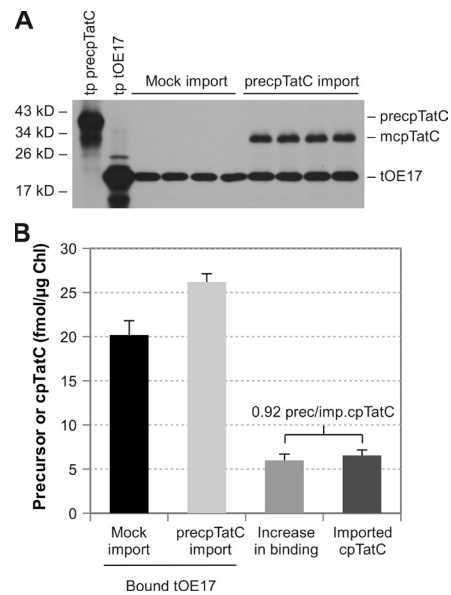 A
tp precpTatC
tp tOE17
Mock import
precpTatC import
43 kD –
34 kD –
26 kD –
17 kD –
– precpTatC
– mcpTatC
– tOE17
B
Precursor or cpTatC (fmol/µg Chl)
30
25
20
15
10
5
0
0.92 prec/imp.cpTatC
Mock import
precpTatC import
Increase in binding
Imported cpTatC
Bound tOE17